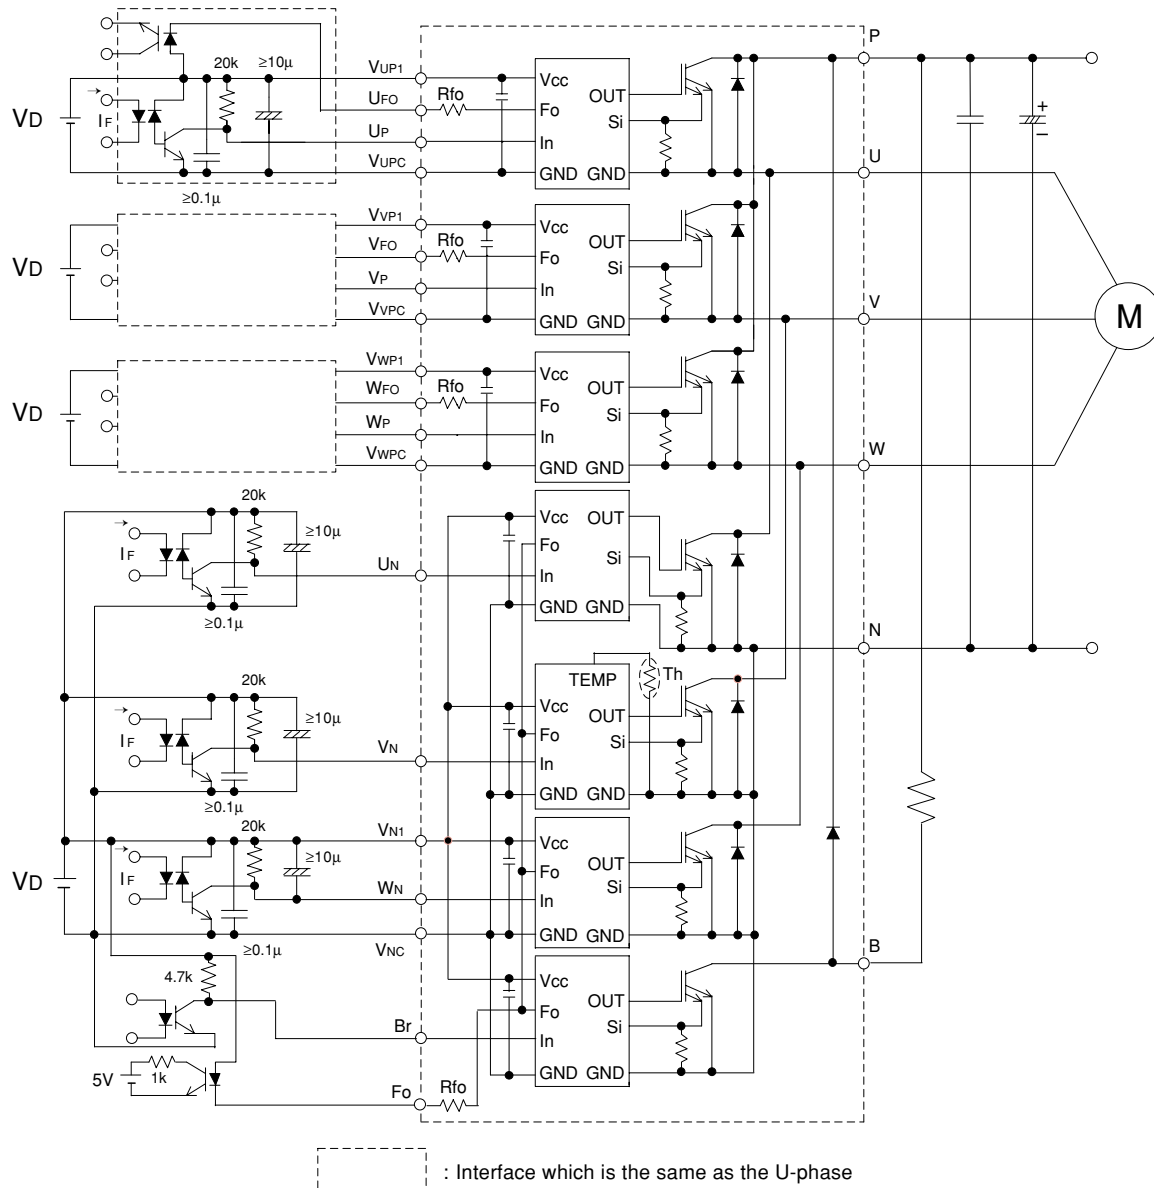 P
20k ≥10µ
VUP1
Vcc
UFO Rfo
Fo
OUT
VD
IF
UP
In
Si
VUPC
GND GND
U
≥0.1µ
+
–
VVP1
Vcc
VFO Rfo
Fo
OUT
VD
VP
In
Si
VVPC
GND GND
V
M
VWP1
Vcc
WFO Rfo
Fo
OUT
VD
WP
In
Si
VWPC
GND GND
W
20k
≥10µ
Vcc OUT
IF
Fo
Si
UN
In
GND GND
≥0.1µ
N
TEMP
Th
20k
≥10µ
Vcc
OUT
IF
Fo
Si
VN
In
GND GND
≥0.1µ
20k
VN1
Vcc
≥10µ
OUT
VD
IF
Fo
Si
WN
In
VNC
GND GND
≥0.1µ
B
4.7k
Vcc
OUT
Fo
Si
Br
In
GND GND
5V
1k
Fo Rfo
: Interface which is the same as the U-phase